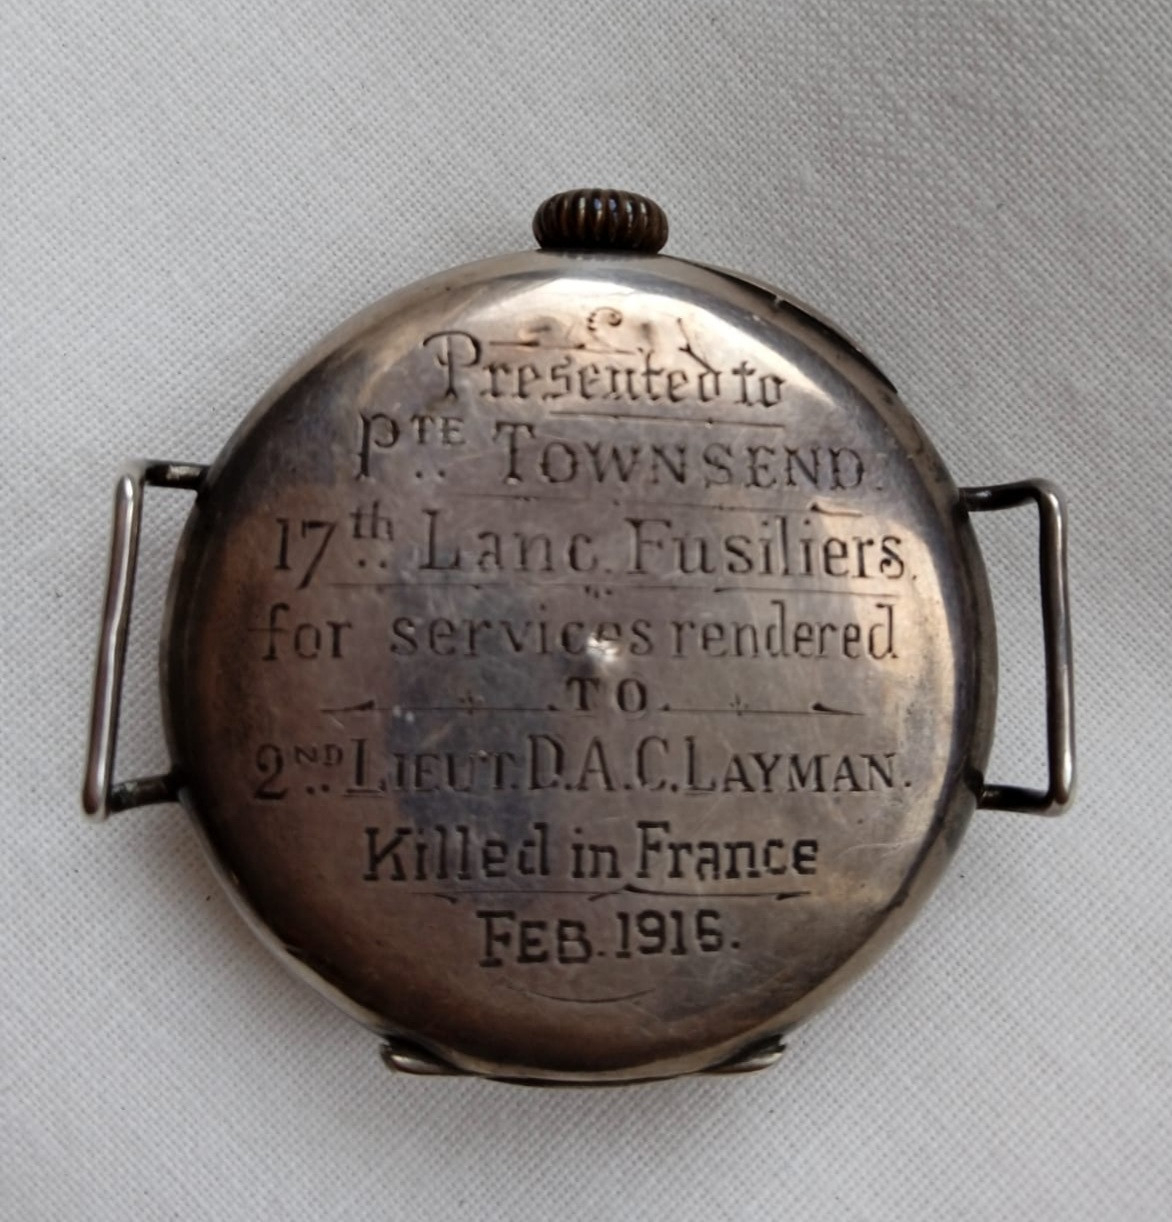 Presented to
PTE TOWNSEND.
17th Lanc. Fusiliers.
for services rendered
TO.
2ND LIEUT. D.A.C. LAYMAN.
Killed in France
FEB. 1916.